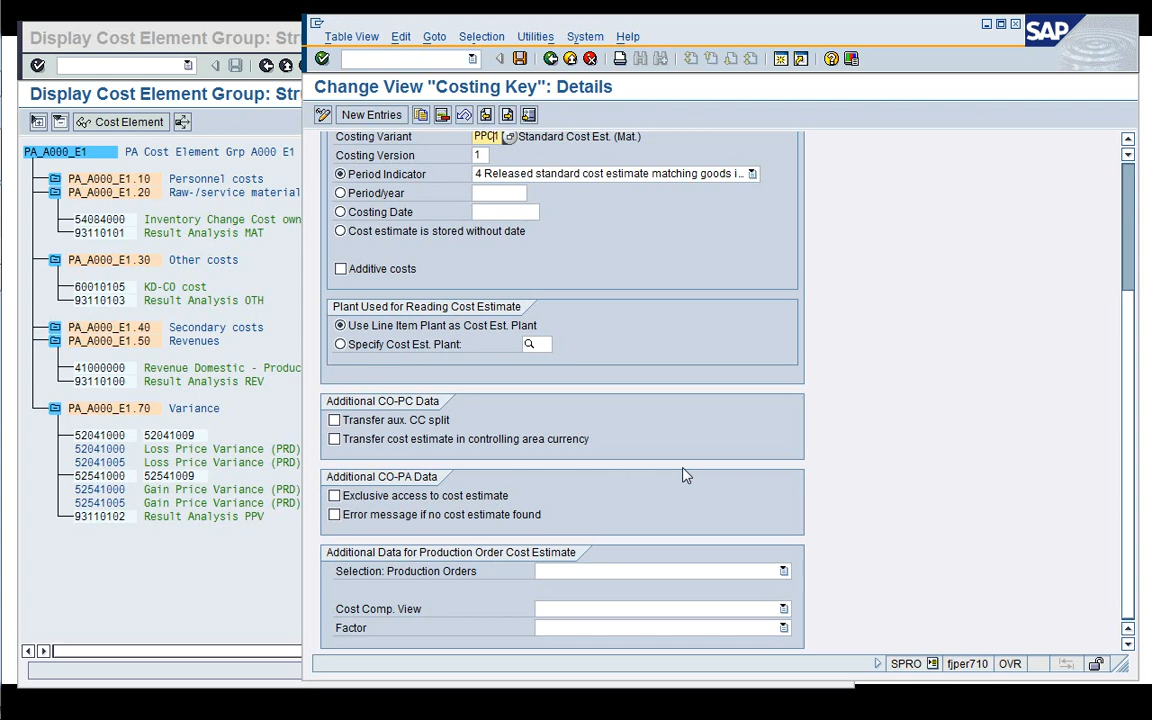 Display Cost Element Group: Str
Display Cost Element Group: Str
Cost Element
PA_A000_E1 PA Cost Element Grp A000 E1
PA_A000_E1.10 Personnel costs
PA_A000_E1.20 Raw-/service material
54084000 Inventory Change Cost own
93110101 Result Analysis MAT
PA_A000_E1.30 Other costs
60010105 KD-CO cost
93110103 Result Analysis OTH
PA_A000_E1.40 Secondary costs
PA_A000_E1.50 Revenues
41000000 Revenue Domestic - Produc
93110100 Result Analysis REV
PA_A000_E1.70 Variance
52041000 52041009
52041000 Loss Price Variance (PRD)
52041005 Loss Price Variance (PRD)
52541000 52541009
52541000 Gain Price Variance (PRD)
52541005 Gain Price Variance (PRD)
93110102 Result Analysis PPV
Table View Edit Goto Selection Utilities System Help
SAP
Change View "Costing Key": Details
New Entries
Costing Variant PPC1 Standard Cost Est. (Mat.)
Costing Version 1
Period Indicator 4 Released standard cost estimate matching goods i...
Period/year
Costing Date
Cost estimate is stored without date
Additive costs
Plant Used for Reading Cost Estimate
Use Line Item Plant as Cost Est. Plant
Specify Cost Est. Plant:
Additional CO-PC Data
Transfer aux. CC split
Transfer cost estimate in controlling area currency
Additional CO-PA Data
Exclusive access to cost estimate
Error message if no cost estimate found
Additional Data for Production Order Cost Estimate
Selection: Production Orders
Cost Comp. View
Factor
SPRO fjper710 OVR